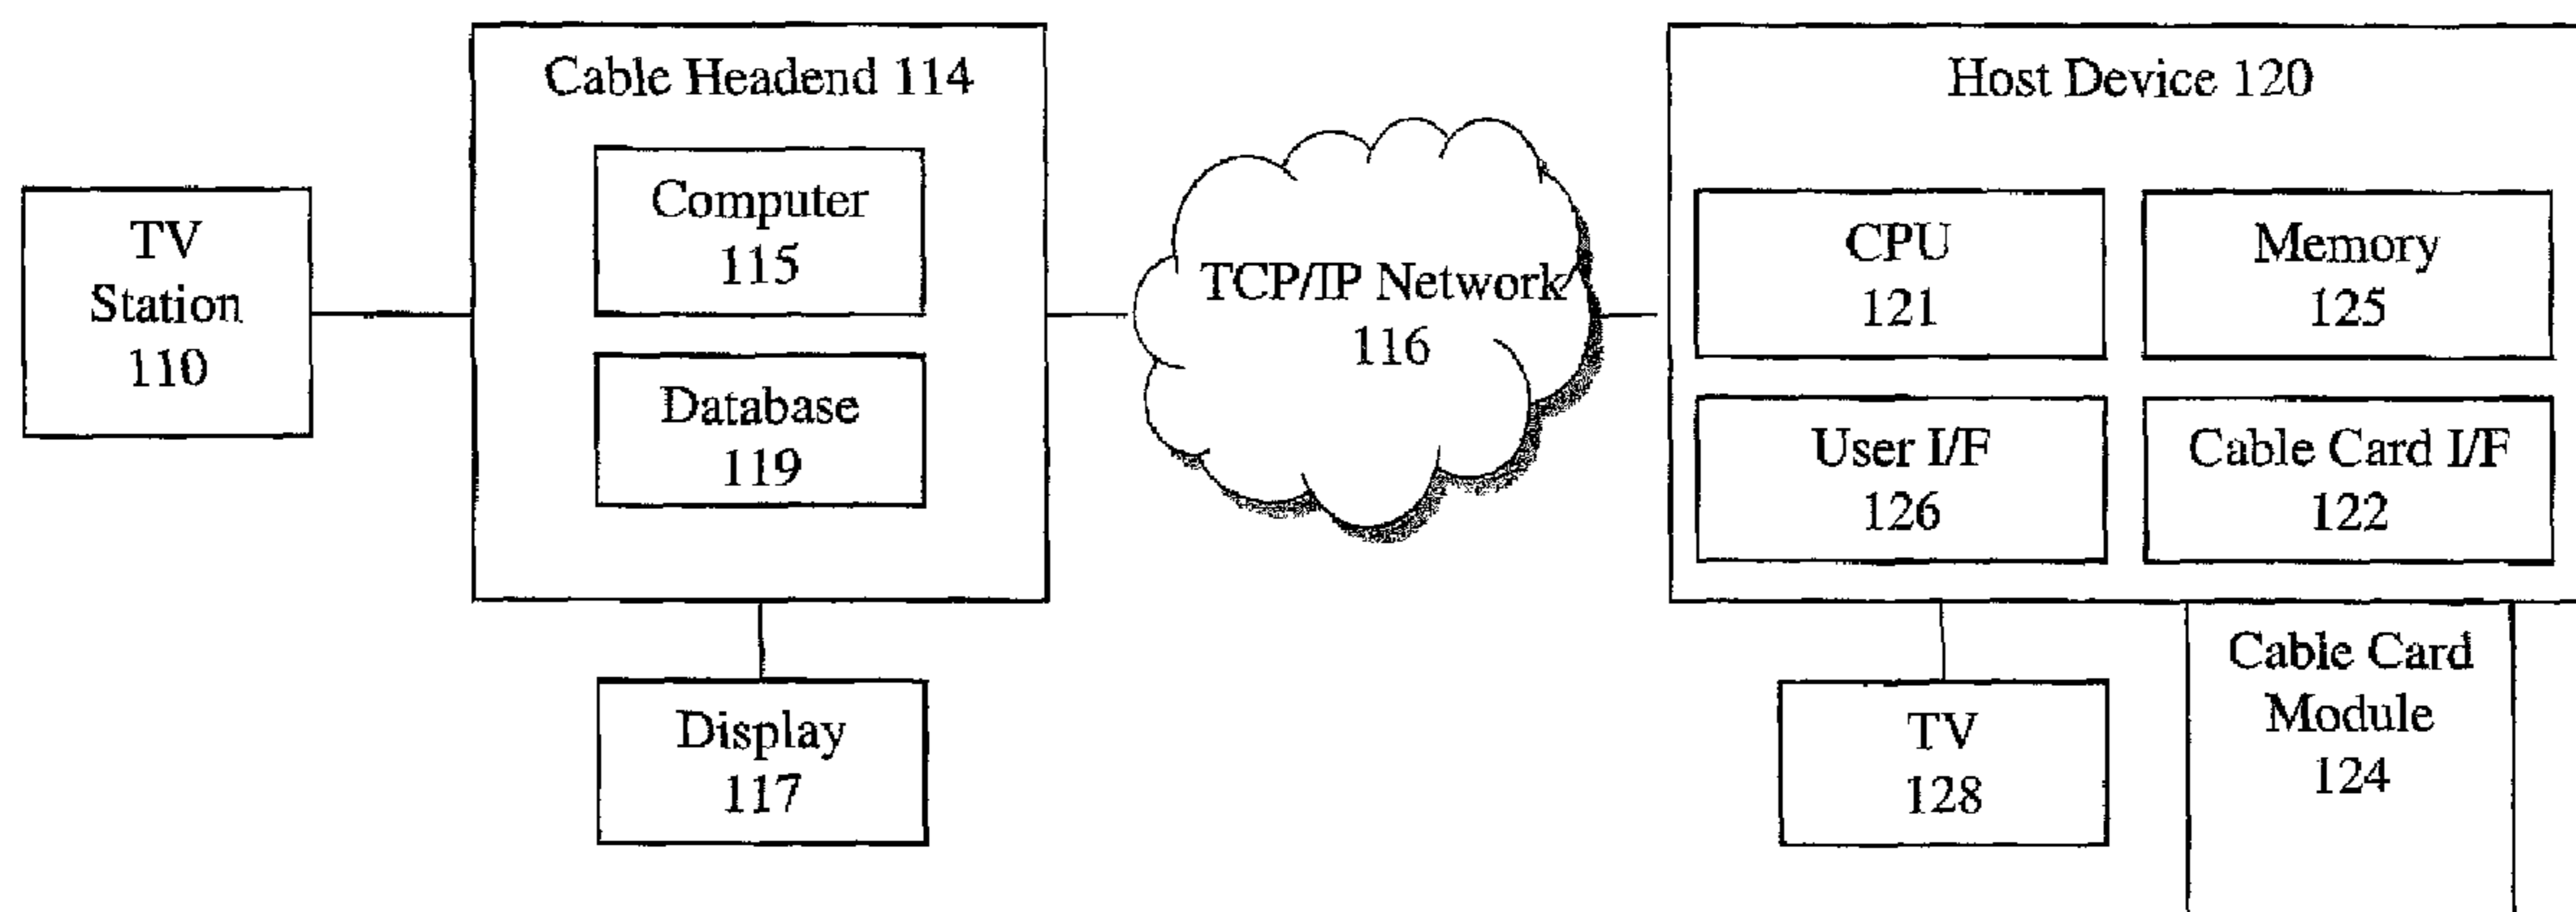 TV
Station
110
Cable Headend 114
Computer
115
Database
119
Display
117
TCP/IP Network
116
Host Device 120
CPU
121
Memory
125
User I/F
126
Cable Card I/F
122
TV
128
Cable Card
Module
124